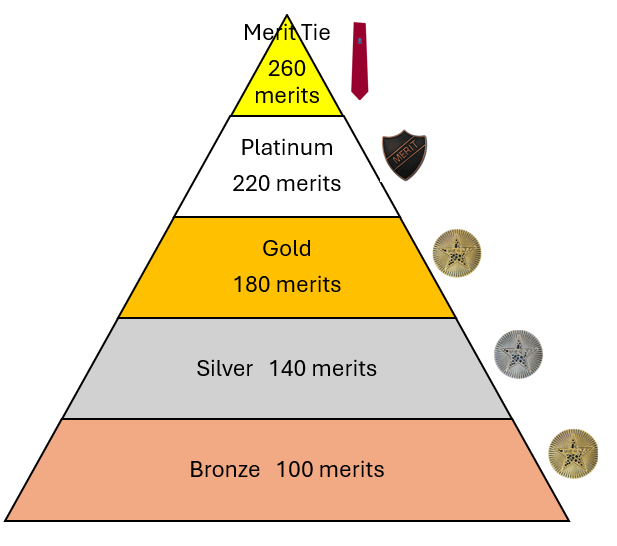 Merit Tie
260
merits
Platinum
220 merits
MERIT
Gold
180 merits
Silver 140 merits
Bronze 100 merits